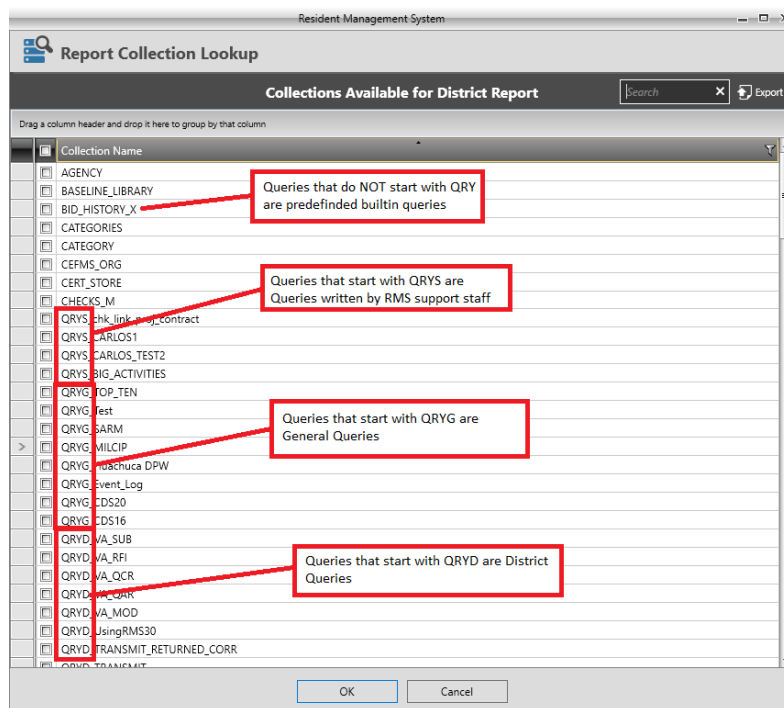 Resident Management System
Report Collection Lookup
Collections Available for District Report
Search
Export
Drag a column header and drop it here to group by that column
Collection Name
AGENCY
BASELINE_LIBRARY
BID_HISTORY_X
CATEGORIES
CATEGORY
CEFMS_ORG
CERT_STORE
CHECKS_M
QRYS_chk_link_proj_contract
QRYS_CARLOS1
QRYS_CARLOS_TEST2
QRYS_BIG_ACTIVITIES
QRYG_TOP_TEN
QRYG_Test
QRYG_SARM
QRYG_MILCIP
QRYG_Huachuca DPW
QRYG_Event_Log
QRYG_CDS20
QRYG_CDS16
QRYD_VA_SUB
QRYD_VA_RFI
QRYD_VA_QCR
QRYD_VA_QAR
QRYD_VA_MOD
QRYD_UsingRMS30
QRYD_TRANSMIT_RETURNED_CORR
QRYD_TRANSMIT
Queries that do NOT start with QRY
are predefinded builtin queries
Queries that start with QRYS are
Queries written by RMS support staff
Queries that start with QRYG are
General Queries
Queries that start with QRYD are District
Queries
OK
Cancel